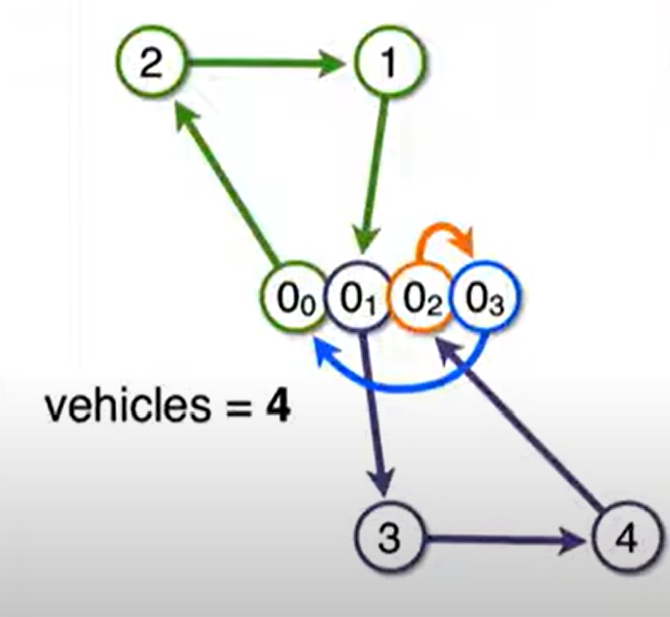 2 1
0₀ 0₁ 0₂ 0₃
vehicles = 4
3 4